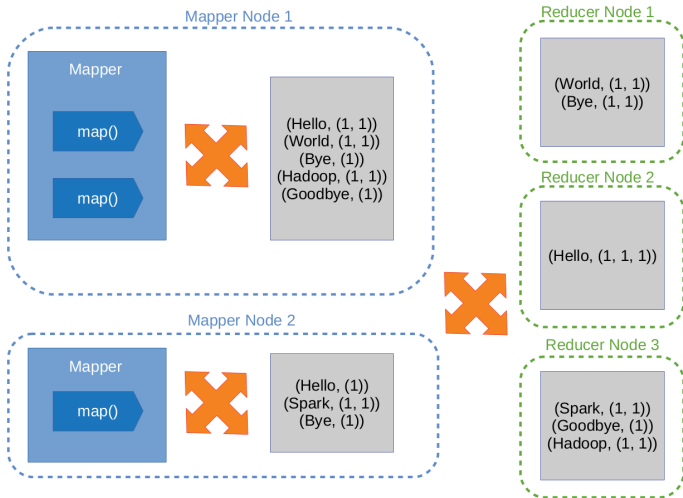 Mapper Node 1
Mapper
map()
map()
(Hello, (1, 1))
(World, (1, 1))
(Bye, (1))
(Hadoop, (1, 1))
(Goodbye, (1))
Mapper Node 2
Mapper
map()
(Hello, (1))
(Spark, (1, 1))
(Bye, (1))
Reducer Node 1
(World, (1, 1))
(Bye, (1, 1))
Reducer Node 2
(Hello, (1, 1, 1))
Reducer Node 3
(Spark, (1, 1))
(Goodbye, (1))
(Hadoop, (1, 1))